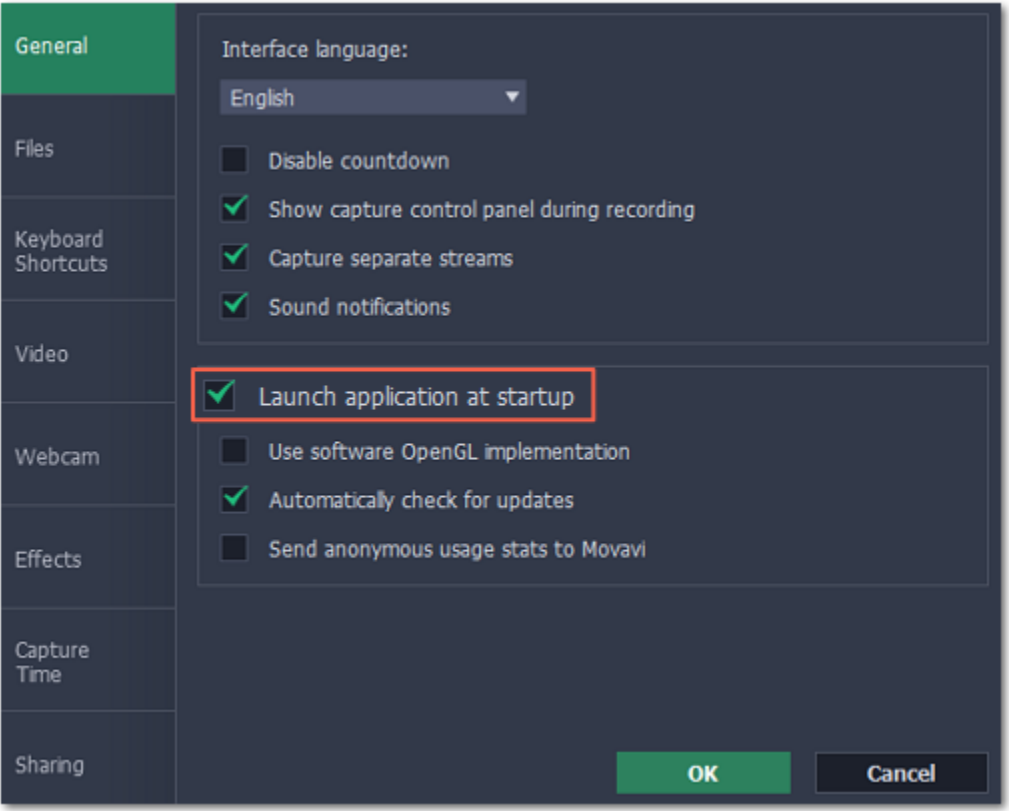 General
Files
Keyboard
Shortcuts
Video
Webcam
Effects
Capture
Time
Sharing
Interface language:
English
Disable countdown
Show capture control panel during recording
Capture separate streams
Sound notifications
Launch application at startup
Use software OpenGL implementation
Automatically check for updates
Send anonymous usage stats to Movavi
OK
Cancel